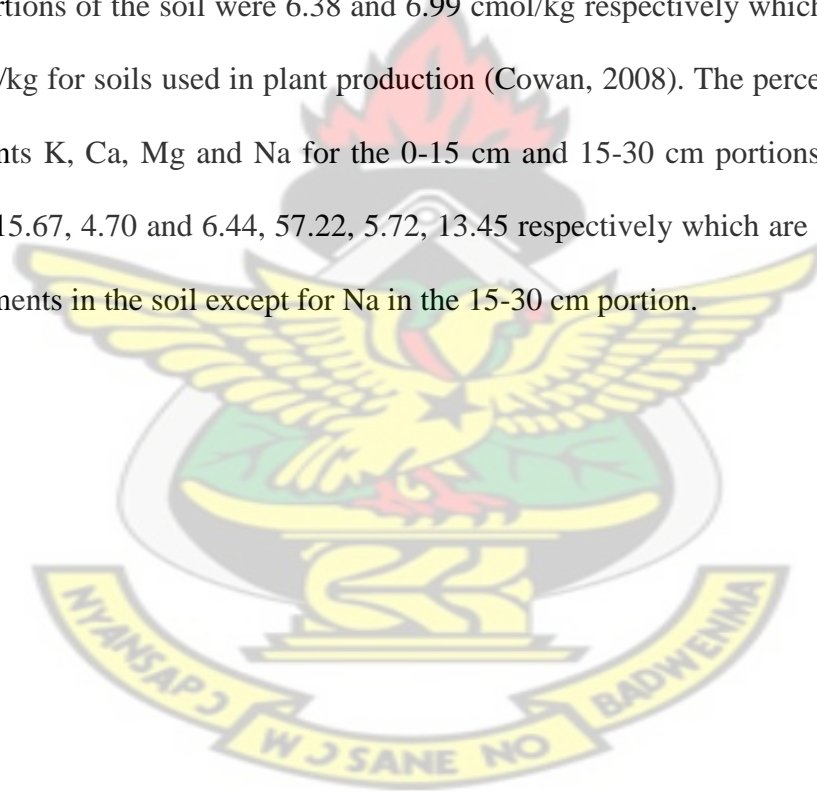 rtions of the soil were 6.38 and 6.99 cmol/kg respectively which
/kg for soils used in plant production (Cowan, 2008). The perce
nts K, Ca, Mg and Na for the 0-15 cm and 15-30 cm portions
15.67, 4.70 and 6.44, 57.22, 5.72, 13.45 respectively which are
ments in the soil except for Na in the 15-30 cm portion.
NYANSAPƆ WƆSANE NO BADWENMA